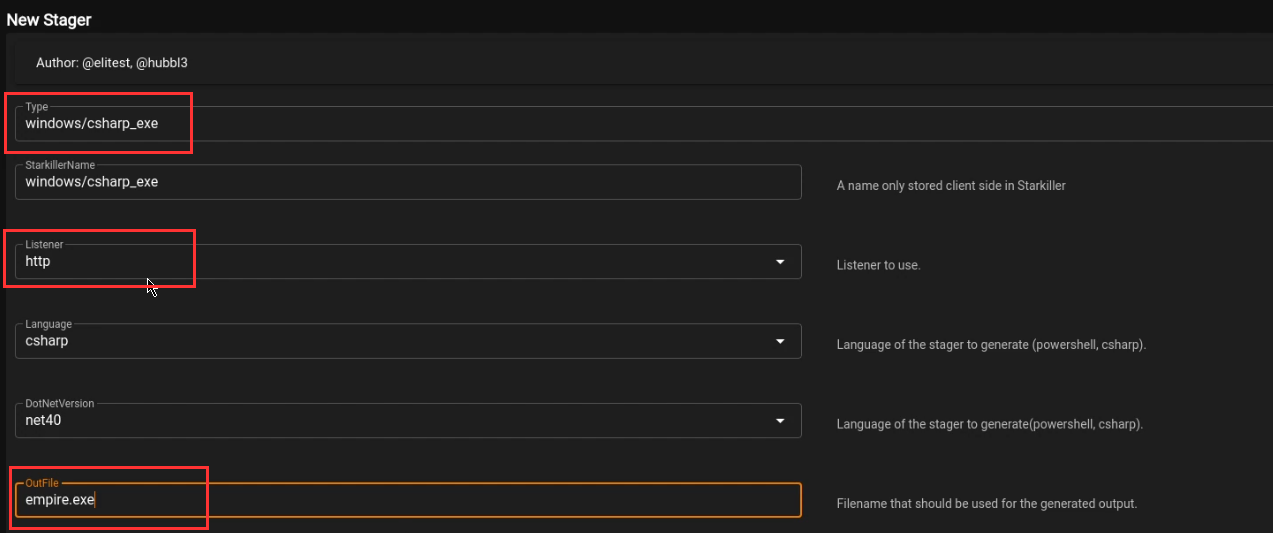 New Stager
Author: @elitest, @hubbl3
Type
windows/csharp_exe
StarkillerName
windows/csharp_exe
A name only stored client side in Starkiller
Listener
http
Listener to use.
Language
csharp
Language of the stager to generate (powershell, csharp).
DotNetVersion
net40
Language of the stager to generate(powershell, csharp).
OutFile
empire.exe
Filename that should be used for the generated output.